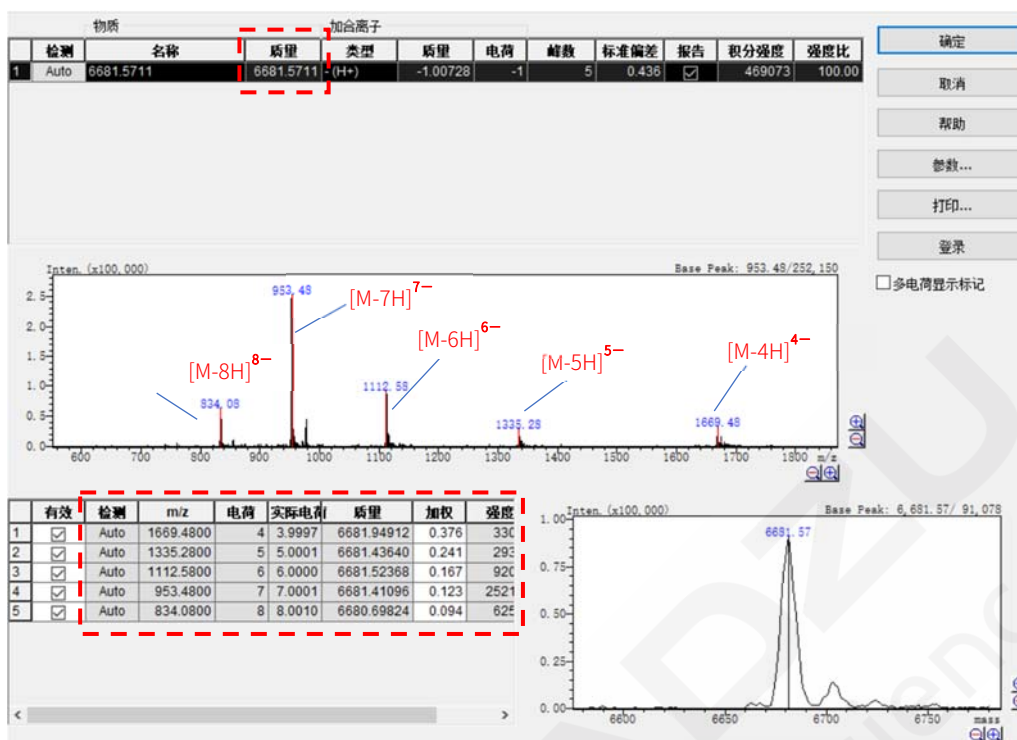 物质 加合离子
检测 名称 质量 类型 质量 电荷 峰数 标准偏差 报告 积分强度 强度比
1 Auto 6681.5711 6681.5711 - (H+) -1.00728 -1 5 0.436 469073 100.00
确定
取消
帮助
参数...
打印...
登录
多电荷显示标记
Inten. (x100,000) Base Peak: 953.48/252,150
2.5
2.0
1.5
1.0
0.5
0.0
953.48
[M-7H]7−
[M-6H]6−
[M-5H]5−
[M-4H]4−
[M-8H]8−
1112.58
834.08
1335.28
1669.48
600 700 800 900 1000 1100 1200 1300 1400 1500 1600 1700 1800 m/z
有效 检测 m/z 电荷 实际电荷 质量 加权 强度
1 Auto 1669.4800 4 3.9997 6681.94912 0.376 330
2 Auto 1335.2800 5 5.0001 6681.43640 0.241 293
3 Auto 1112.5800 6 6.0000 6681.52368 0.167 920
4 Auto 953.4800 7 7.0001 6681.41096 0.123 2521
5 Auto 834.0800 8 8.0010 6680.69824 0.094 625
Inten. (x100,000) Base Peak: 6,681.57/ 91,078
1.00
0.75
0.50
0.25
0.00
6681.57
6600 6650 6700 6750 mass